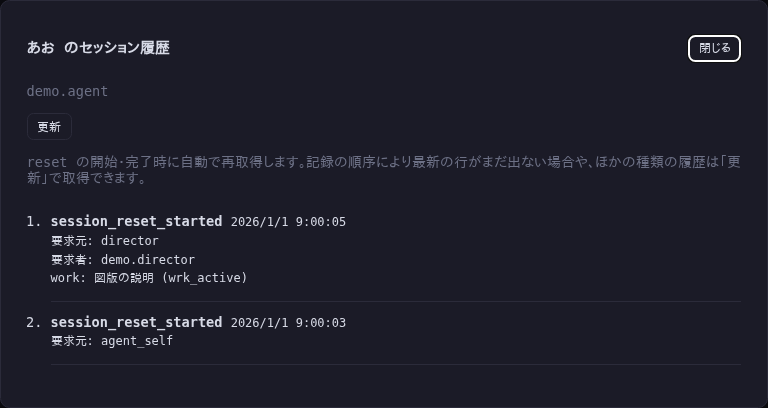 あお のセッション履歴
閉じる
demo.agent
更新
reset の開始・完了時に自動で再取得します。記録の順序により最新の行がまだ出ない場合や、ほかの種類の履歴は「更
新」で取得できます。
1. session_reset_started 2026/1/1 9:00:05
要求元: director
要求者: demo.director
work: 図版の説明 (wrk_active)
2. session_reset_started 2026/1/1 9:00:03
要求元: agent_self